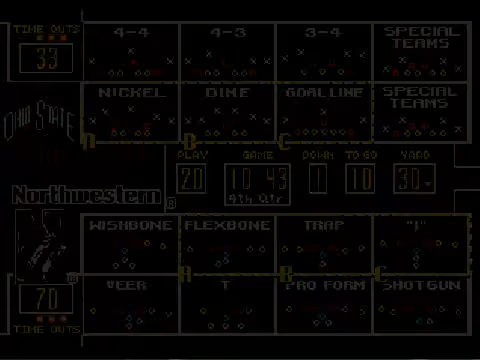 TIME OUTS
33
4-4 4-3 3-4 SPECIAL TEAMS
NICKEL DIME GOALLINE SPECIAL TEAMS
A B C
Ohio State
PLAY GAME DOWN TO GO YARD
20 10 43 1 10 30
4th Qtr
Northwestern ®
WISHBONE FLEXBONE TRAP "I"
A B C
VEER T PRO FORM SHOTGUN
70
TIME OUTS